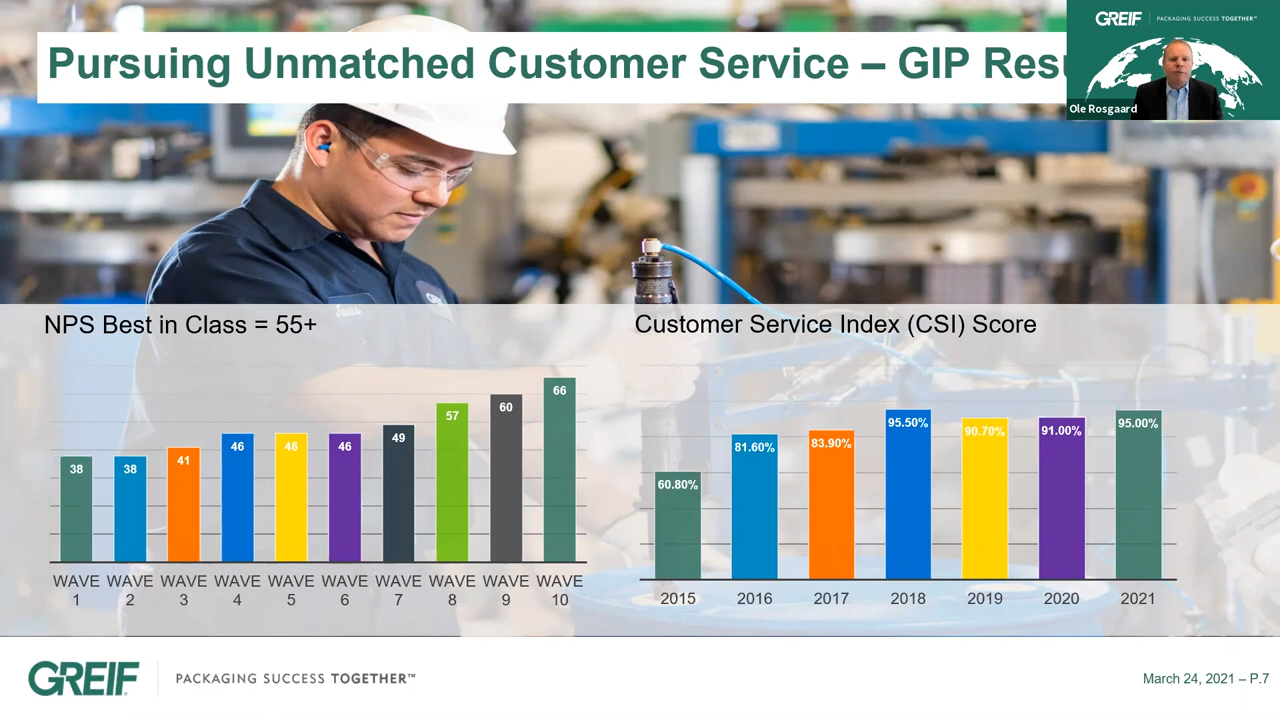 Pursuing Unmatched Customer Service – GIP Resu
GREIF PACKAGING SUCCESS TOGETHER™
Ole Rosgaard
NPS Best in Class = 55+
38
38
41
46
46
46
49
57
60
66
WAVE 1
WAVE 2
WAVE 3
WAVE 4
WAVE 5
WAVE 6
WAVE 7
WAVE 8
WAVE 9
WAVE 10
Customer Service Index (CSI) Score
60.80%
81.60%
83.90%
95.50%
90.70%
91.00%
95.00%
2015
2016
2017
2018
2019
2020
2021
GREIF PACKAGING SUCCESS TOGETHER™
March 24, 2021 – P.7